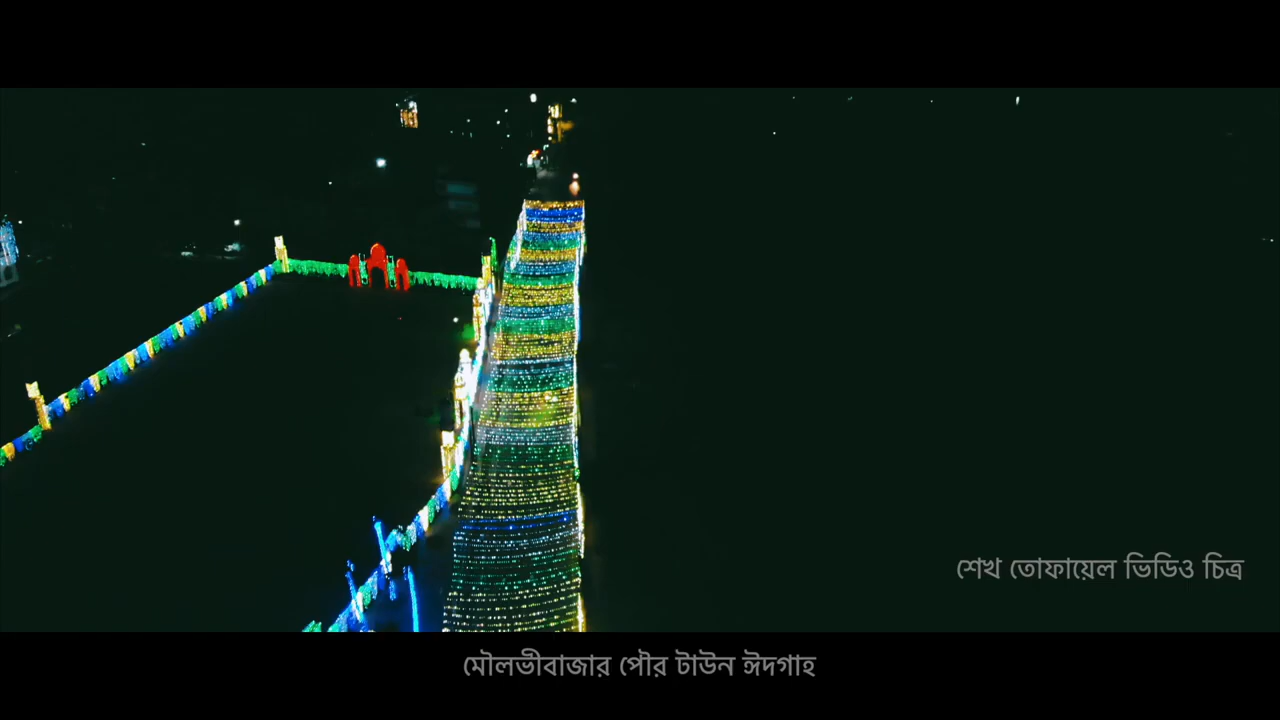 শেখ তোফায়েল ভিডিও চিত্র
মৌলভীবাজার পৌর টাউন ঈদগাহ